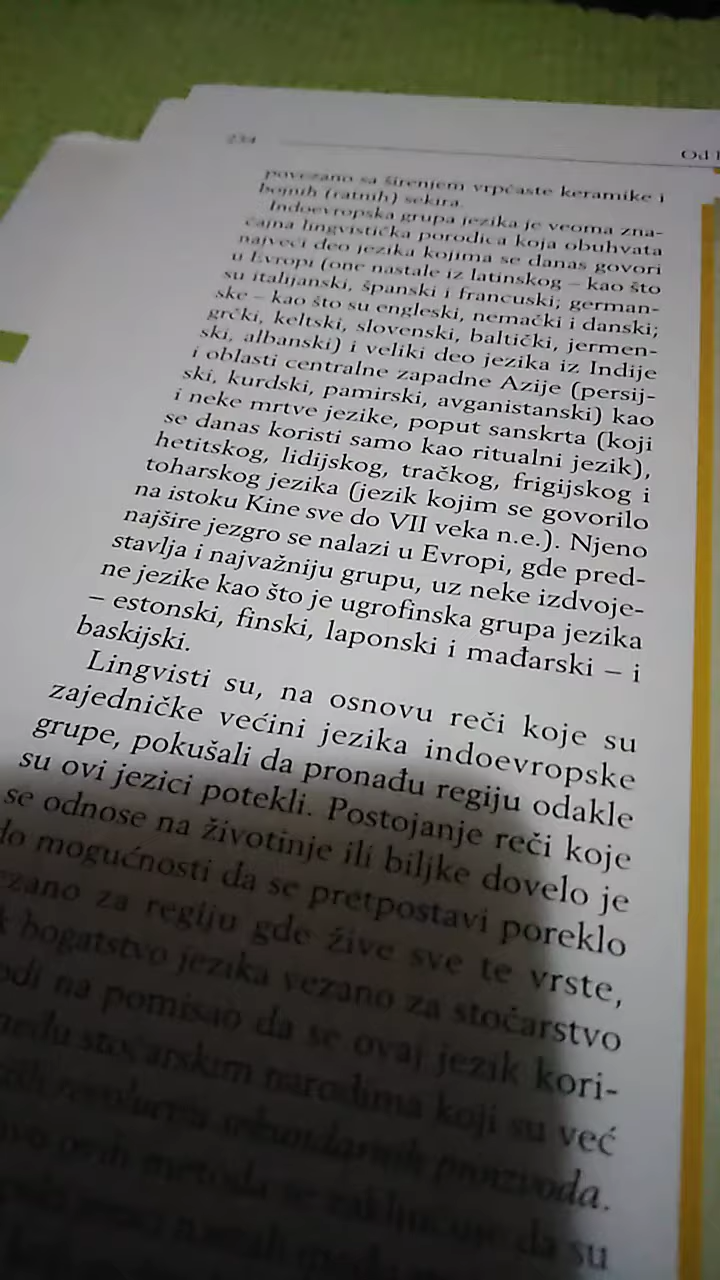 234
Od
povezano sa širenjem vrpčaste keramike i
bojnih (ratnih) sekira.
Indoevropska grupa jezika je veoma zna-
čajna lingvistička porodica koja obuhvata
najveći deo jezika kojima se danas govori
u Evropi (one nastale iz latinskog – kao što
su italijanski, španski i francuski; german-
ske – kao što su engleski, nemački i danski;
grčki, keltski, slovenski, baltički, jermen-
ski, albanski) i veliki deo jezika iz Indije
i oblasti centralne zapadne Azije (persij-
ski, kurdski, pamirski, avganistanski) kao
i neke mrtve jezike, poput sanskrta (koji
se danas koristi samo kao ritualni jezik),
hetitskog, lidijskog, tračkog, frigijskog i
toharskog jezika (jezik kojim se govorilo
na istoku Kine sve do VII veka n.e.). Njeno
najšire jezgro se nalazi u Evropi, gde pred-
stavlja i najvažniju grupu, uz neke izdvoje-
ne jezike kao što je ugrofinska grupa jezika
– estonski, finski, laponski i mađarski – i
baskijski.
Lingvisti su, na osnovu reči koje su
zajedničke većini jezika indoevropske
grupe, pokušali da pronađu regiju odakle
su ovi jezici potekli. Postojanje reči koje
se odnose na životinje ili biljke dovelo je
do mogućnosti da se pretpostavi poreklo
za regiju gde žive sve te vrste,
bogatstvo jezika vezano za stočarstvo
na pomisao da se ovaj jezik kori-
među stočarskim narodima koji su već
sekundarnih proizvoda.
ovih metoda se zaključuje da su